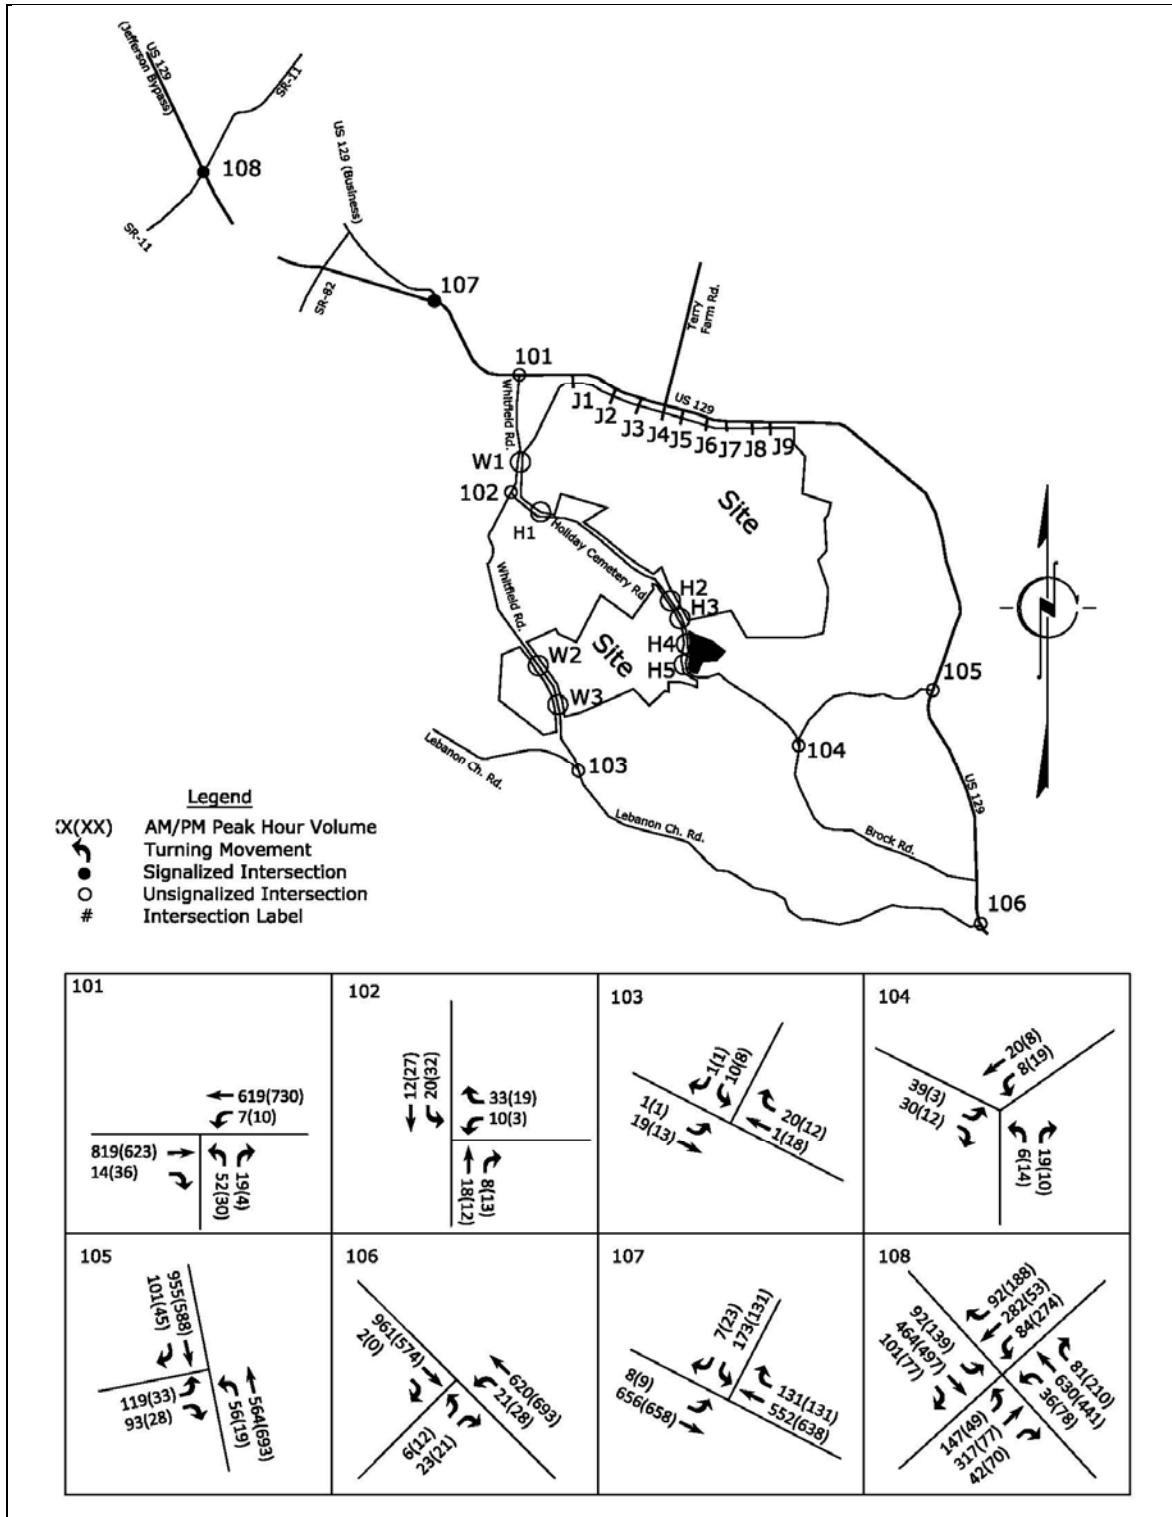 US 129
(Jefferson Bypass)
SR-11
108
SR-11
US 129 (Business)
107
SR-82
Terry
Farm Rd.
101
Whitfield Rd.
US 129
J1
J2
J3
J4
J5
J6
J7
J8
J9
W1
102
H1
Site
Holiday Cemetery Rd
Whitfield Rd.
H2
H3
H4
H5
Site
W2
W3
105
104
103
Lebanon Ch. Rd.
Lebanon Ch. Rd.
US 129
Brock Rd.
106
Legend
XX(XX) AM/PM Peak Hour Volume
Turning Movement
Signalized Intersection
Unsignalized Intersection
# Intersection Label
101
619(730)
7(10)
819(623)
14(36)
52(30)
19(4)
102
12(27)
20(32)
33(19)
10(3)
18(12)
8(13)
103
1(1)
10(8)
1(1)
19(13)
20(12)
1(18)
104
20(8)
8(19)
39(3)
30(12)
6(14)
19(10)
105
955(588)
101(45)
119(33)
93(28)
56(19)
564(693)
106
961(574)
2(0)
620(693)
21(28)
6(12)
23(21)
107
7(23)
173(131)
8(9)
656(658)
131(131)
552(638)
108
92(188)
282(53)
84(274)
92(139)
464(497)
101(77)
81(210)
630(441)
36(78)
147(49)
317(77)
42(70)